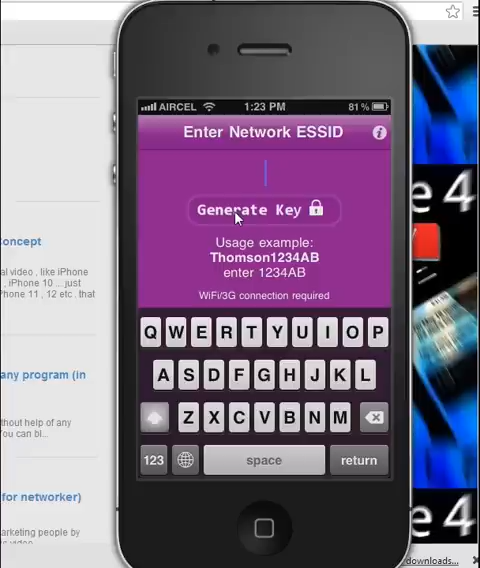 AIRCEL 1:23 PM 81%
Enter Network ESSID
Generate Key
Usage example:
Thomson1234AB
enter 1234AB
WiFi/3G connection required
Q W E R T Y U I O P
A S D F G H J K L
Z X C V B N M
123 space return
oncept
al video , like iPhone
, iPhone 10 ... just
Phone 11 , 12 etc . that
any program (in
without help of any
You can bl...
for networker)
arketing people by
e 4
e 4
downloads...